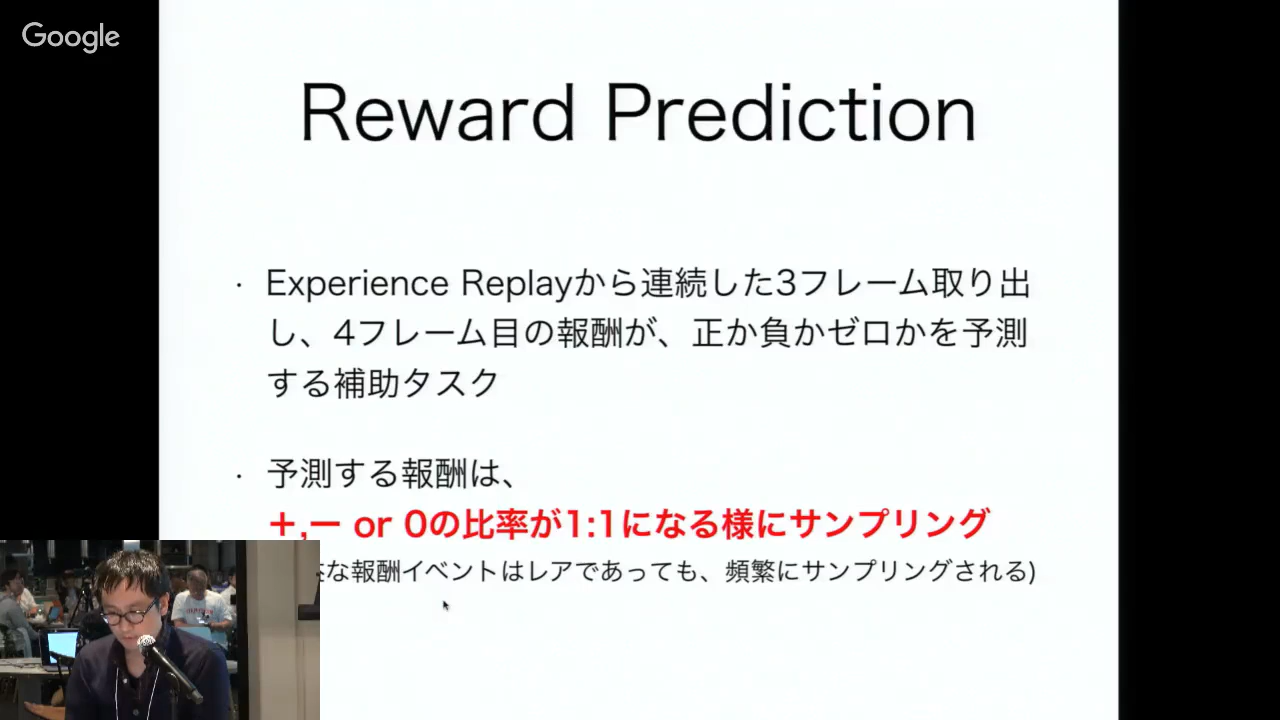 Google
Reward Prediction
・ Experience Replayから連続した3フレーム取り出
し、4フレーム目の報酬が、正か負かゼロかを予測
する補助タスク
・ 予測する報酬は、
+,ー or 0の比率が1:1になる様にサンプリング
な報酬イベントはレアであっても、頻繁にサンプリングされる)